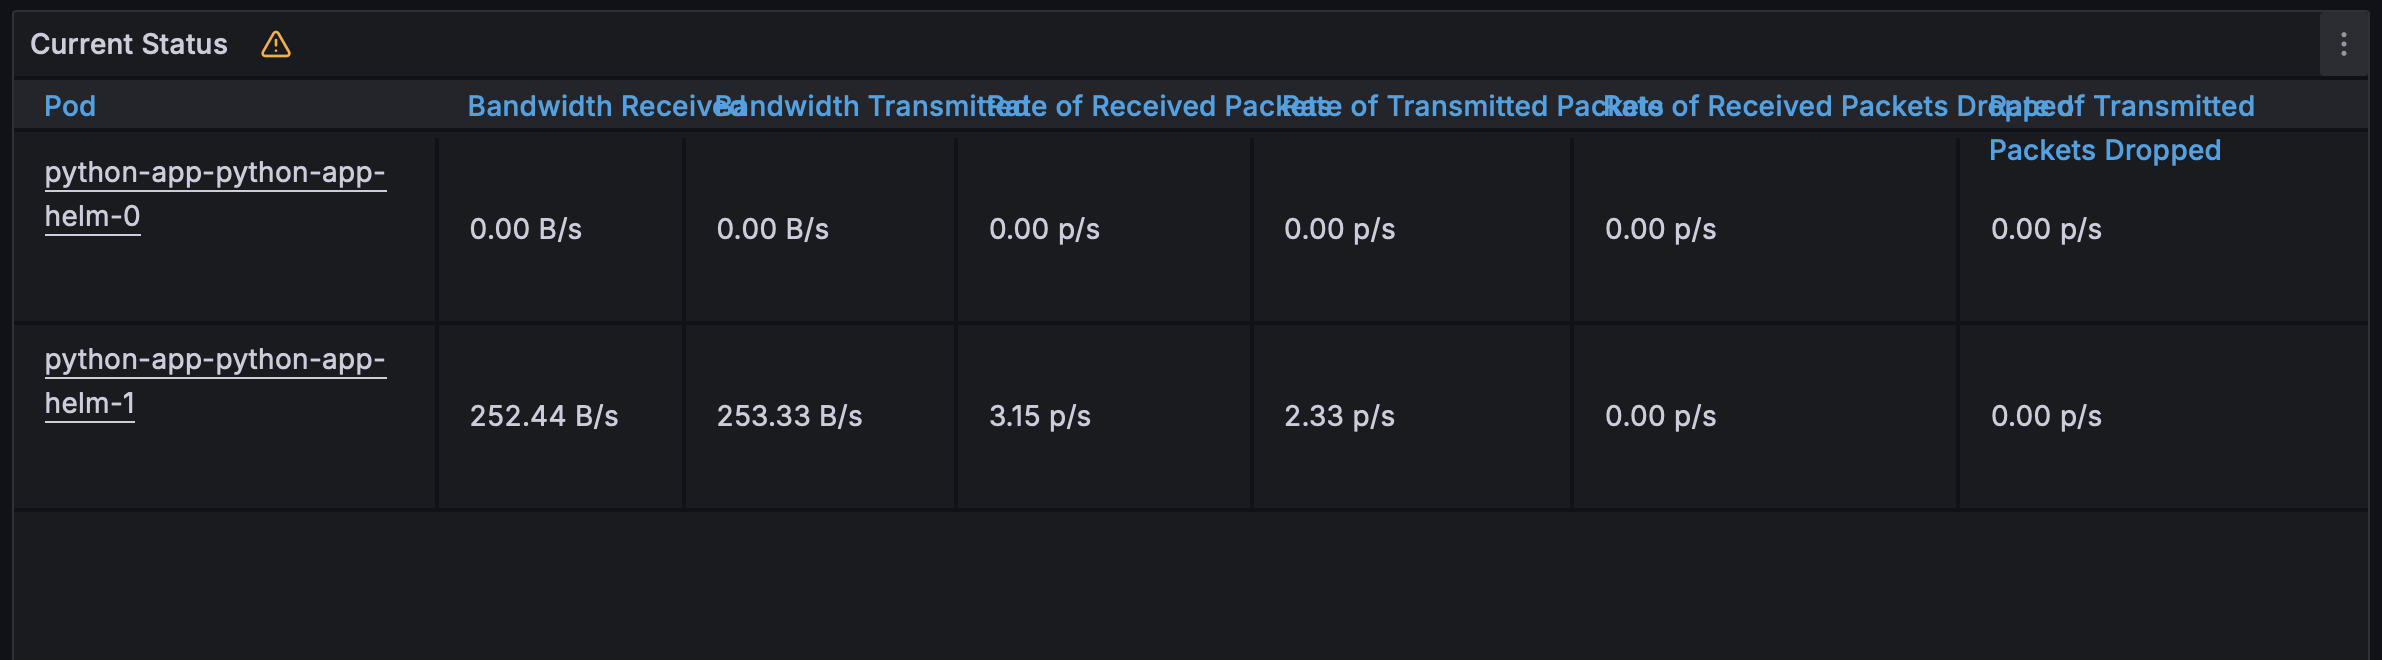 Current Status
Pod
Bandwidth Received
Bandwidth Transmitted
Rate of Received Packets
Rate of Transmitted Packets
Rate of Received Packets Dropped
Rate of Transmitted
Packets Dropped
python-app-python-app-
helm-0
0.00 B/s
0.00 B/s
0.00 p/s
0.00 p/s
0.00 p/s
0.00 p/s
python-app-python-app-
helm-1
252.44 B/s
253.33 B/s
3.15 p/s
2.33 p/s
0.00 p/s
0.00 p/s